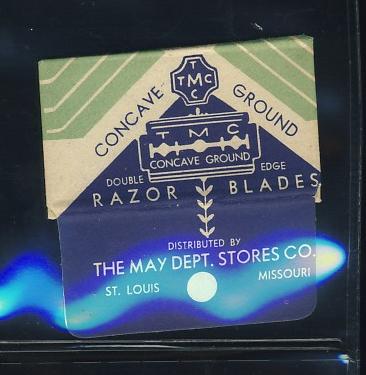 T
TMC
C
CONCAVE GROUND
T M C
CONCAVE GROUND
DOUBLE EDGE
RAZOR BLADES
DISTRIBUTED BY
THE MAY DEPT. STORES CO.
ST. LOUIS MISSOURI